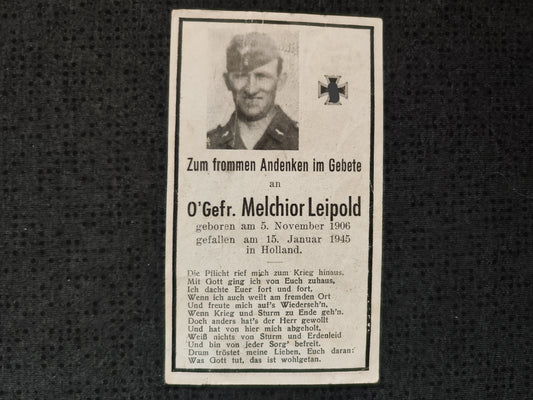 Zum frommen Andenken im Gebete
an
O'Gefr. Melchior Leipold
geboren am 5. November 1906
gefallen am 15. Januar 1945
in Holland.
Die Pflicht rief mich zum Krieg hinaus,
Mit Gott ging ich von Euch zuhaus,
Ich dachte Euer fort und fort,
Wenn ich auch weilt am fremden Ort
Und freute mich auf's Wiederseh'n,
Wenn Krieg und Sturm zu Ende geh'n.
Doch anders hat's der Herr gewollt
Und hat von hier mich abgeholt,
Weiß nichts von Sturm und Erdenleid
Und bin von jeder Sorg' befreit.
Drum tröstet meine Lieben, Euch daran:
Was Gott tut, das ist wohlgetan.